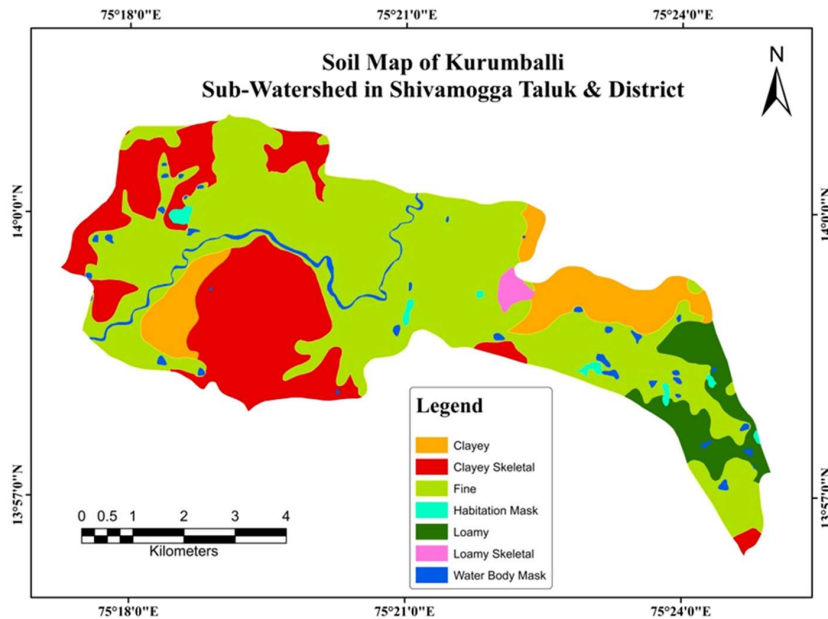 75°18'0"E 75°21'0"E 75°24'0"E
Soil Map of Kurumballi
Sub-Watershed in Shivamogga Taluk & District
N
14°0'0"N 14°0'0"N
Legend
Clayey
Clayey Skeletal
Fine
Habitation Mask
Loamy
Loamy Skeletal
Water Body Mask
13°57'0"N 13°57'0"N
0 0.5 1 2 3 4
Kilometers
75°18'0"E 75°21'0"E 75°24'0"E